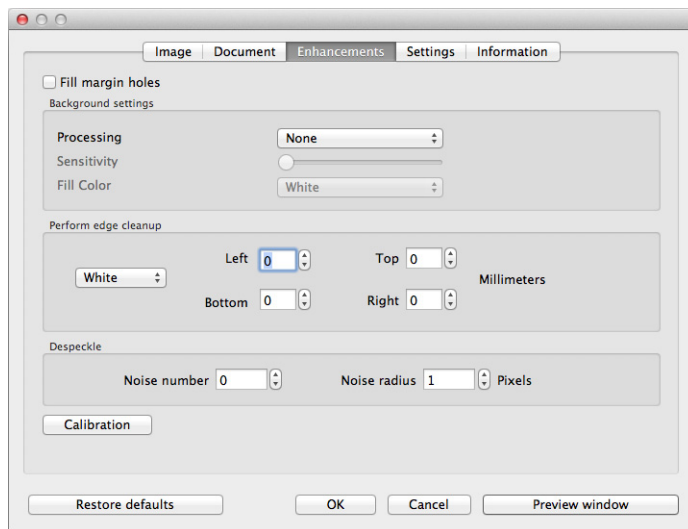 Image Document Enhancements Settings Information
Fill margin holes
Background settings
Processing None
Sensitivity
Fill Color White
Perform edge cleanup
Left 0 Top 0
White Millimeters
Bottom 0 Right 0
Despeckle
Noise number 0 Noise radius 1 Pixels
Calibration
Restore defaults OK Cancel Preview window